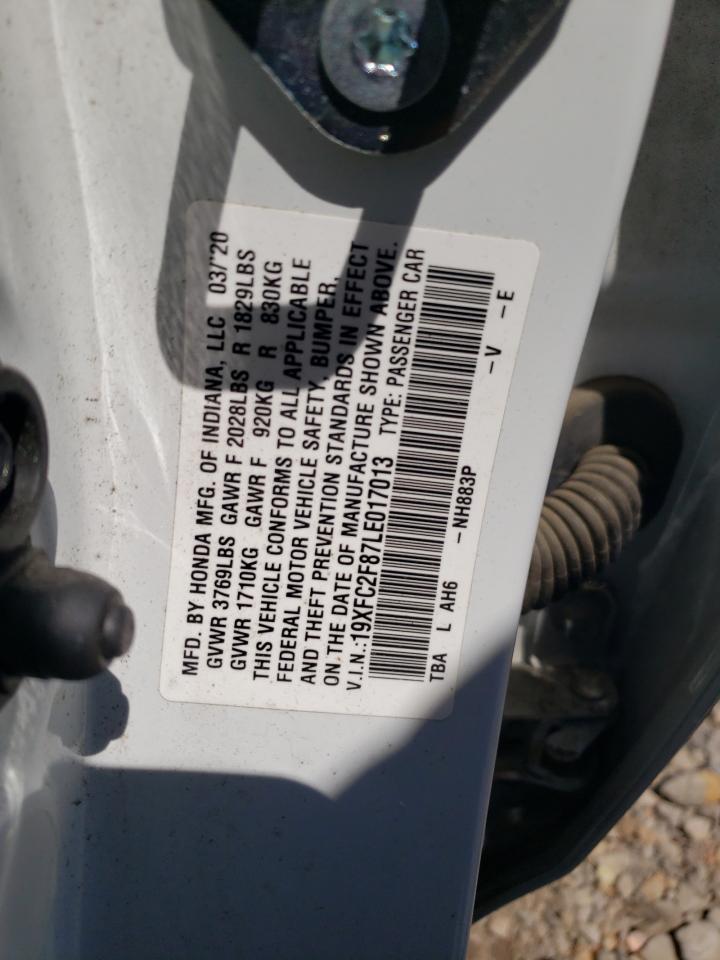 MFD. BY HONDA MFG. OF INDIANA, LLC 03/'20
GVWR 3769LBS GAWR F 2028LBS R 1829LBS
GVWR 1710KG GAWR F 920KG R 830KG
THIS VEHICLE CONFORMS TO ALL APPLICABLE
FEDERAL MOTOR VEHICLE SAFETY, BUMPER,
AND THEFT PREVENTION STANDARDS IN EFFECT
ON THE DATE OF MANUFACTURE SHOWN ABOVE.
V.I.N.:19XFC2F87LE017013 TYPE: PASSENGER CAR
TBA L AH6 -NH883P -V -E